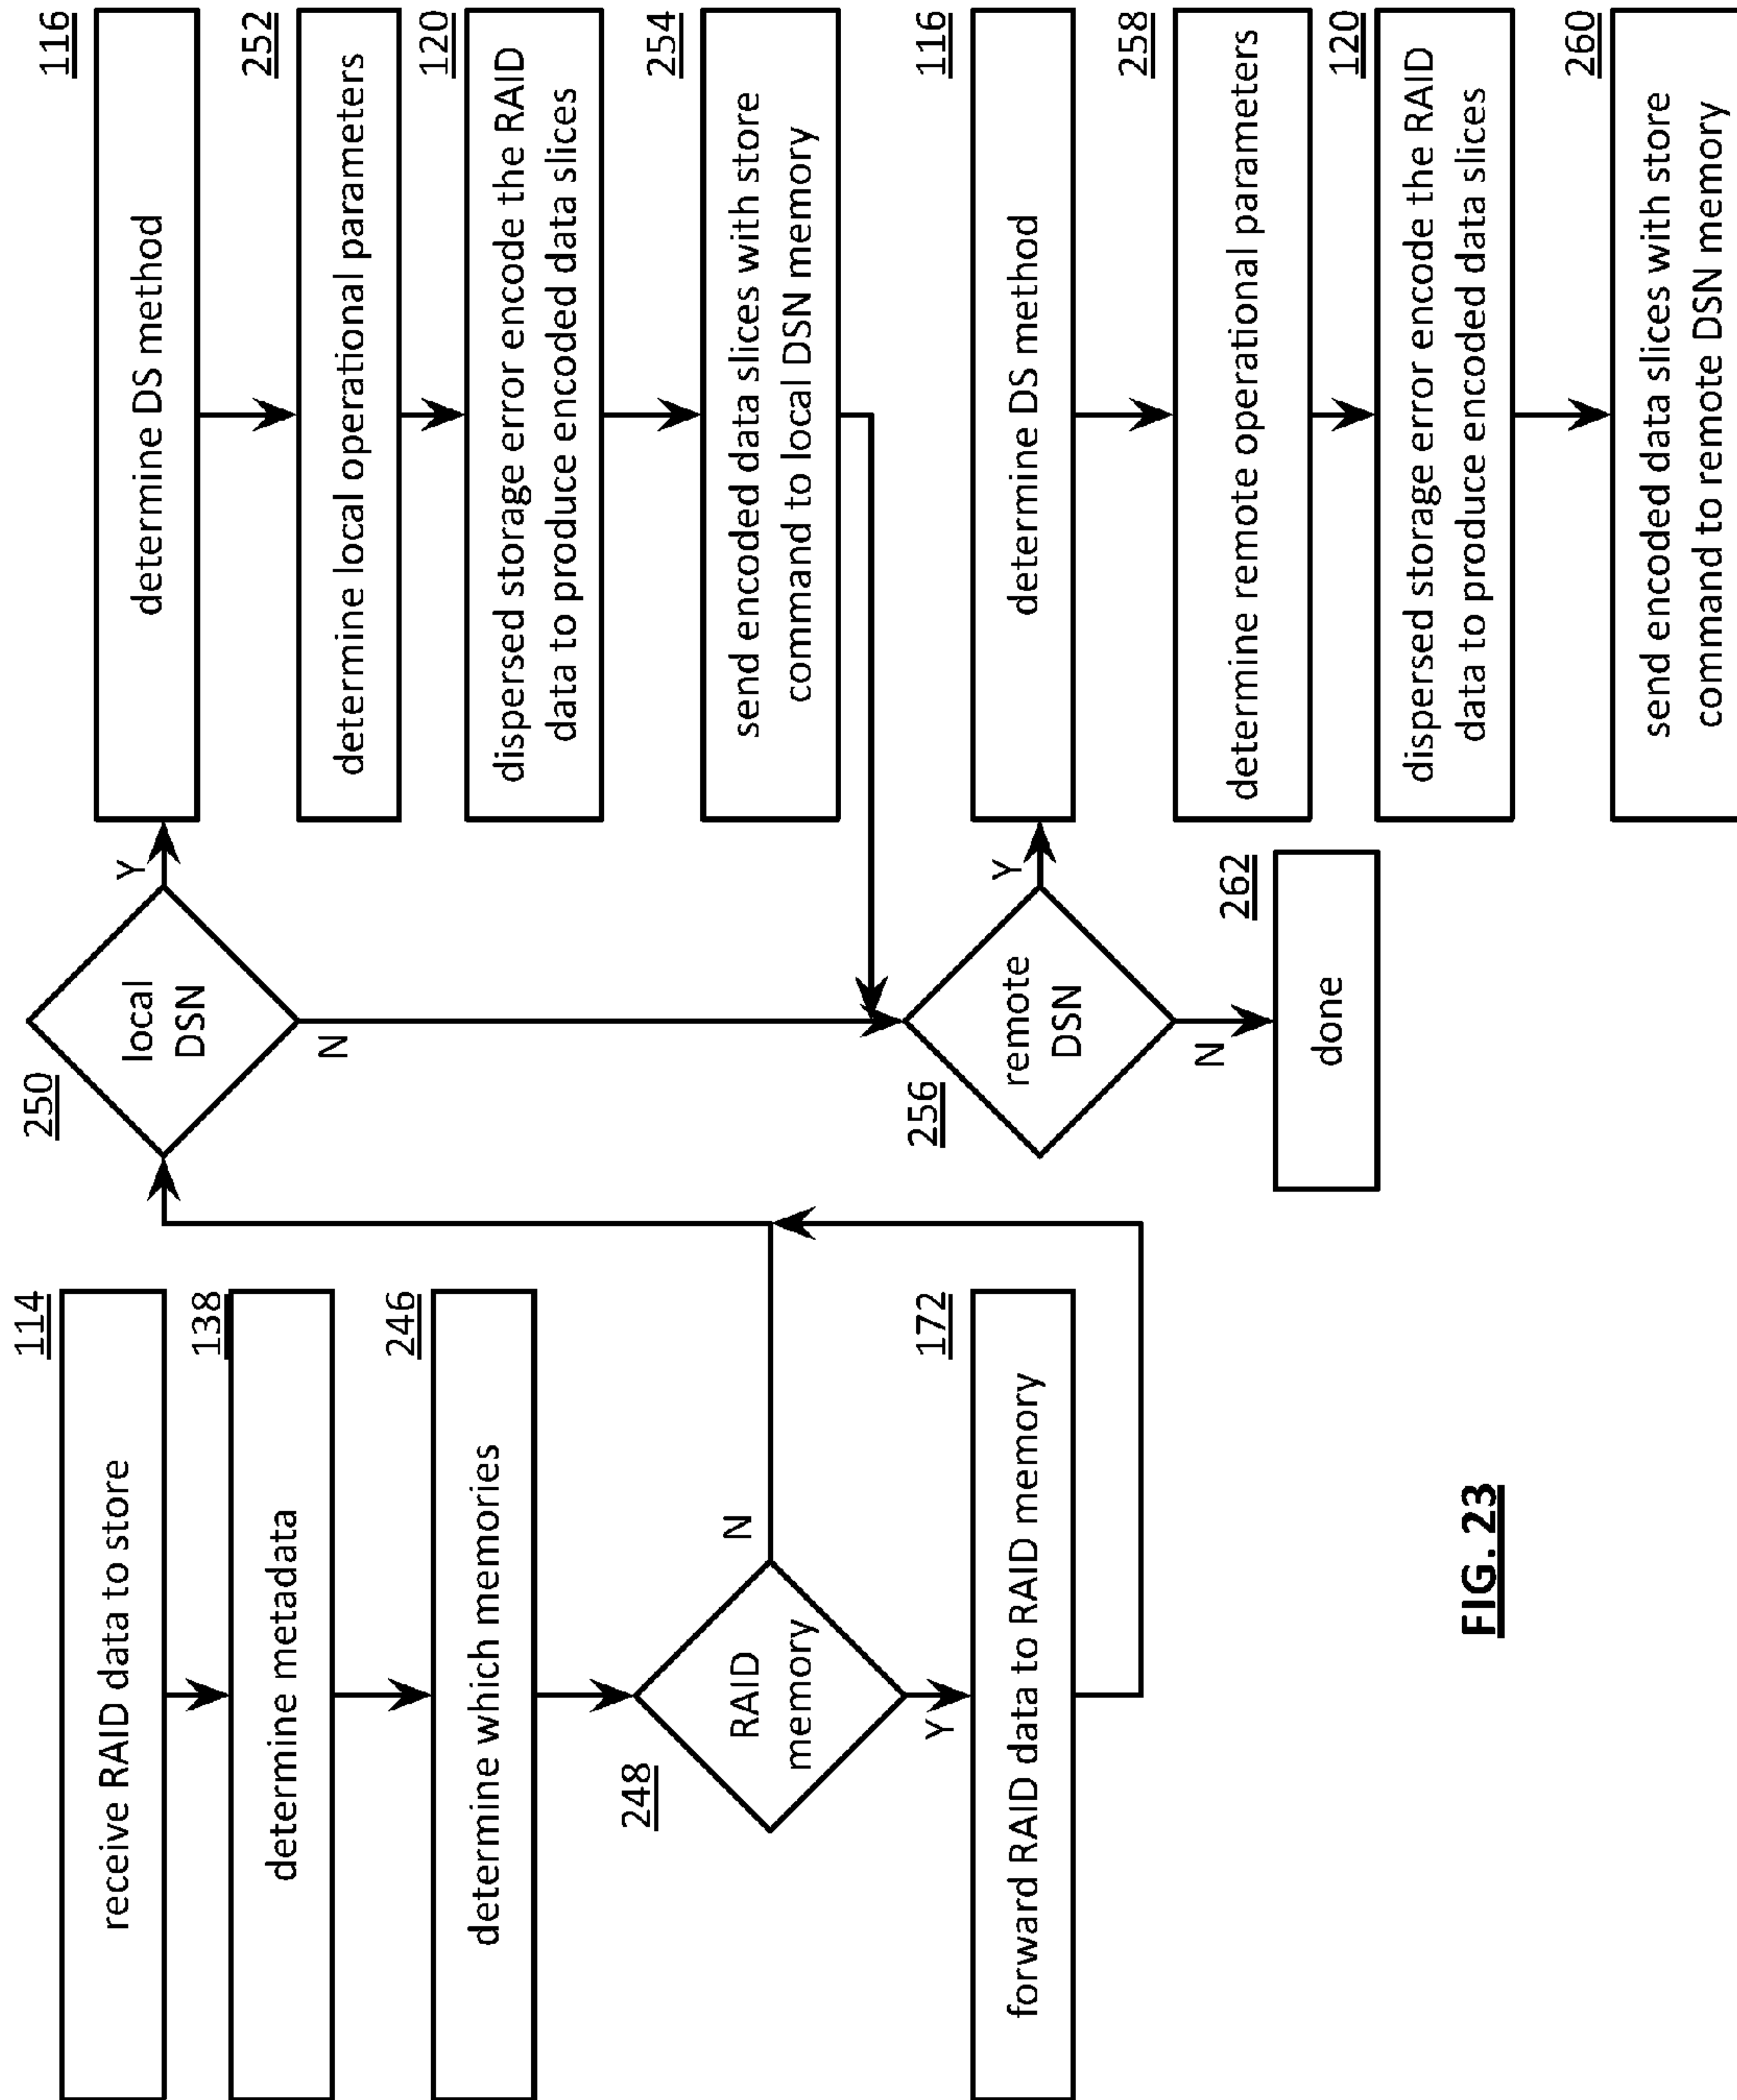 114
receive RAID data to store
138
determine metadata
246
determine which memories
248
RAID
memory
N
Y
172
forward RAID data to RAID memory
250
local
DSN
Y
N
116
determine DS method
252
determine local operational parameters
120
dispersed storage error encode the RAID
data to produce encoded data slices
254
send encoded data slices with store
command to local DSN memory
256
remote
DSN
Y
N
262
done
116
determine DS method
258
determine remote operational parameters
120
dispersed storage error encode the RAID
data to produce encoded data slices
260
send encoded data slices with store
command to remote DSN memory
FIG. 23